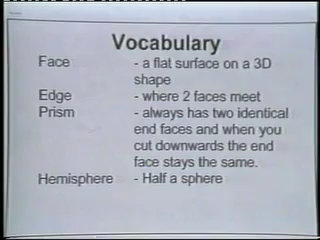 Vocabulary
Face - a flat surface on a 3D
shape
Edge - where 2 faces meet
Prism - always has two identical
end faces and when you
cut downwards the end
face stays the same.
Hemisphere - Half a sphere